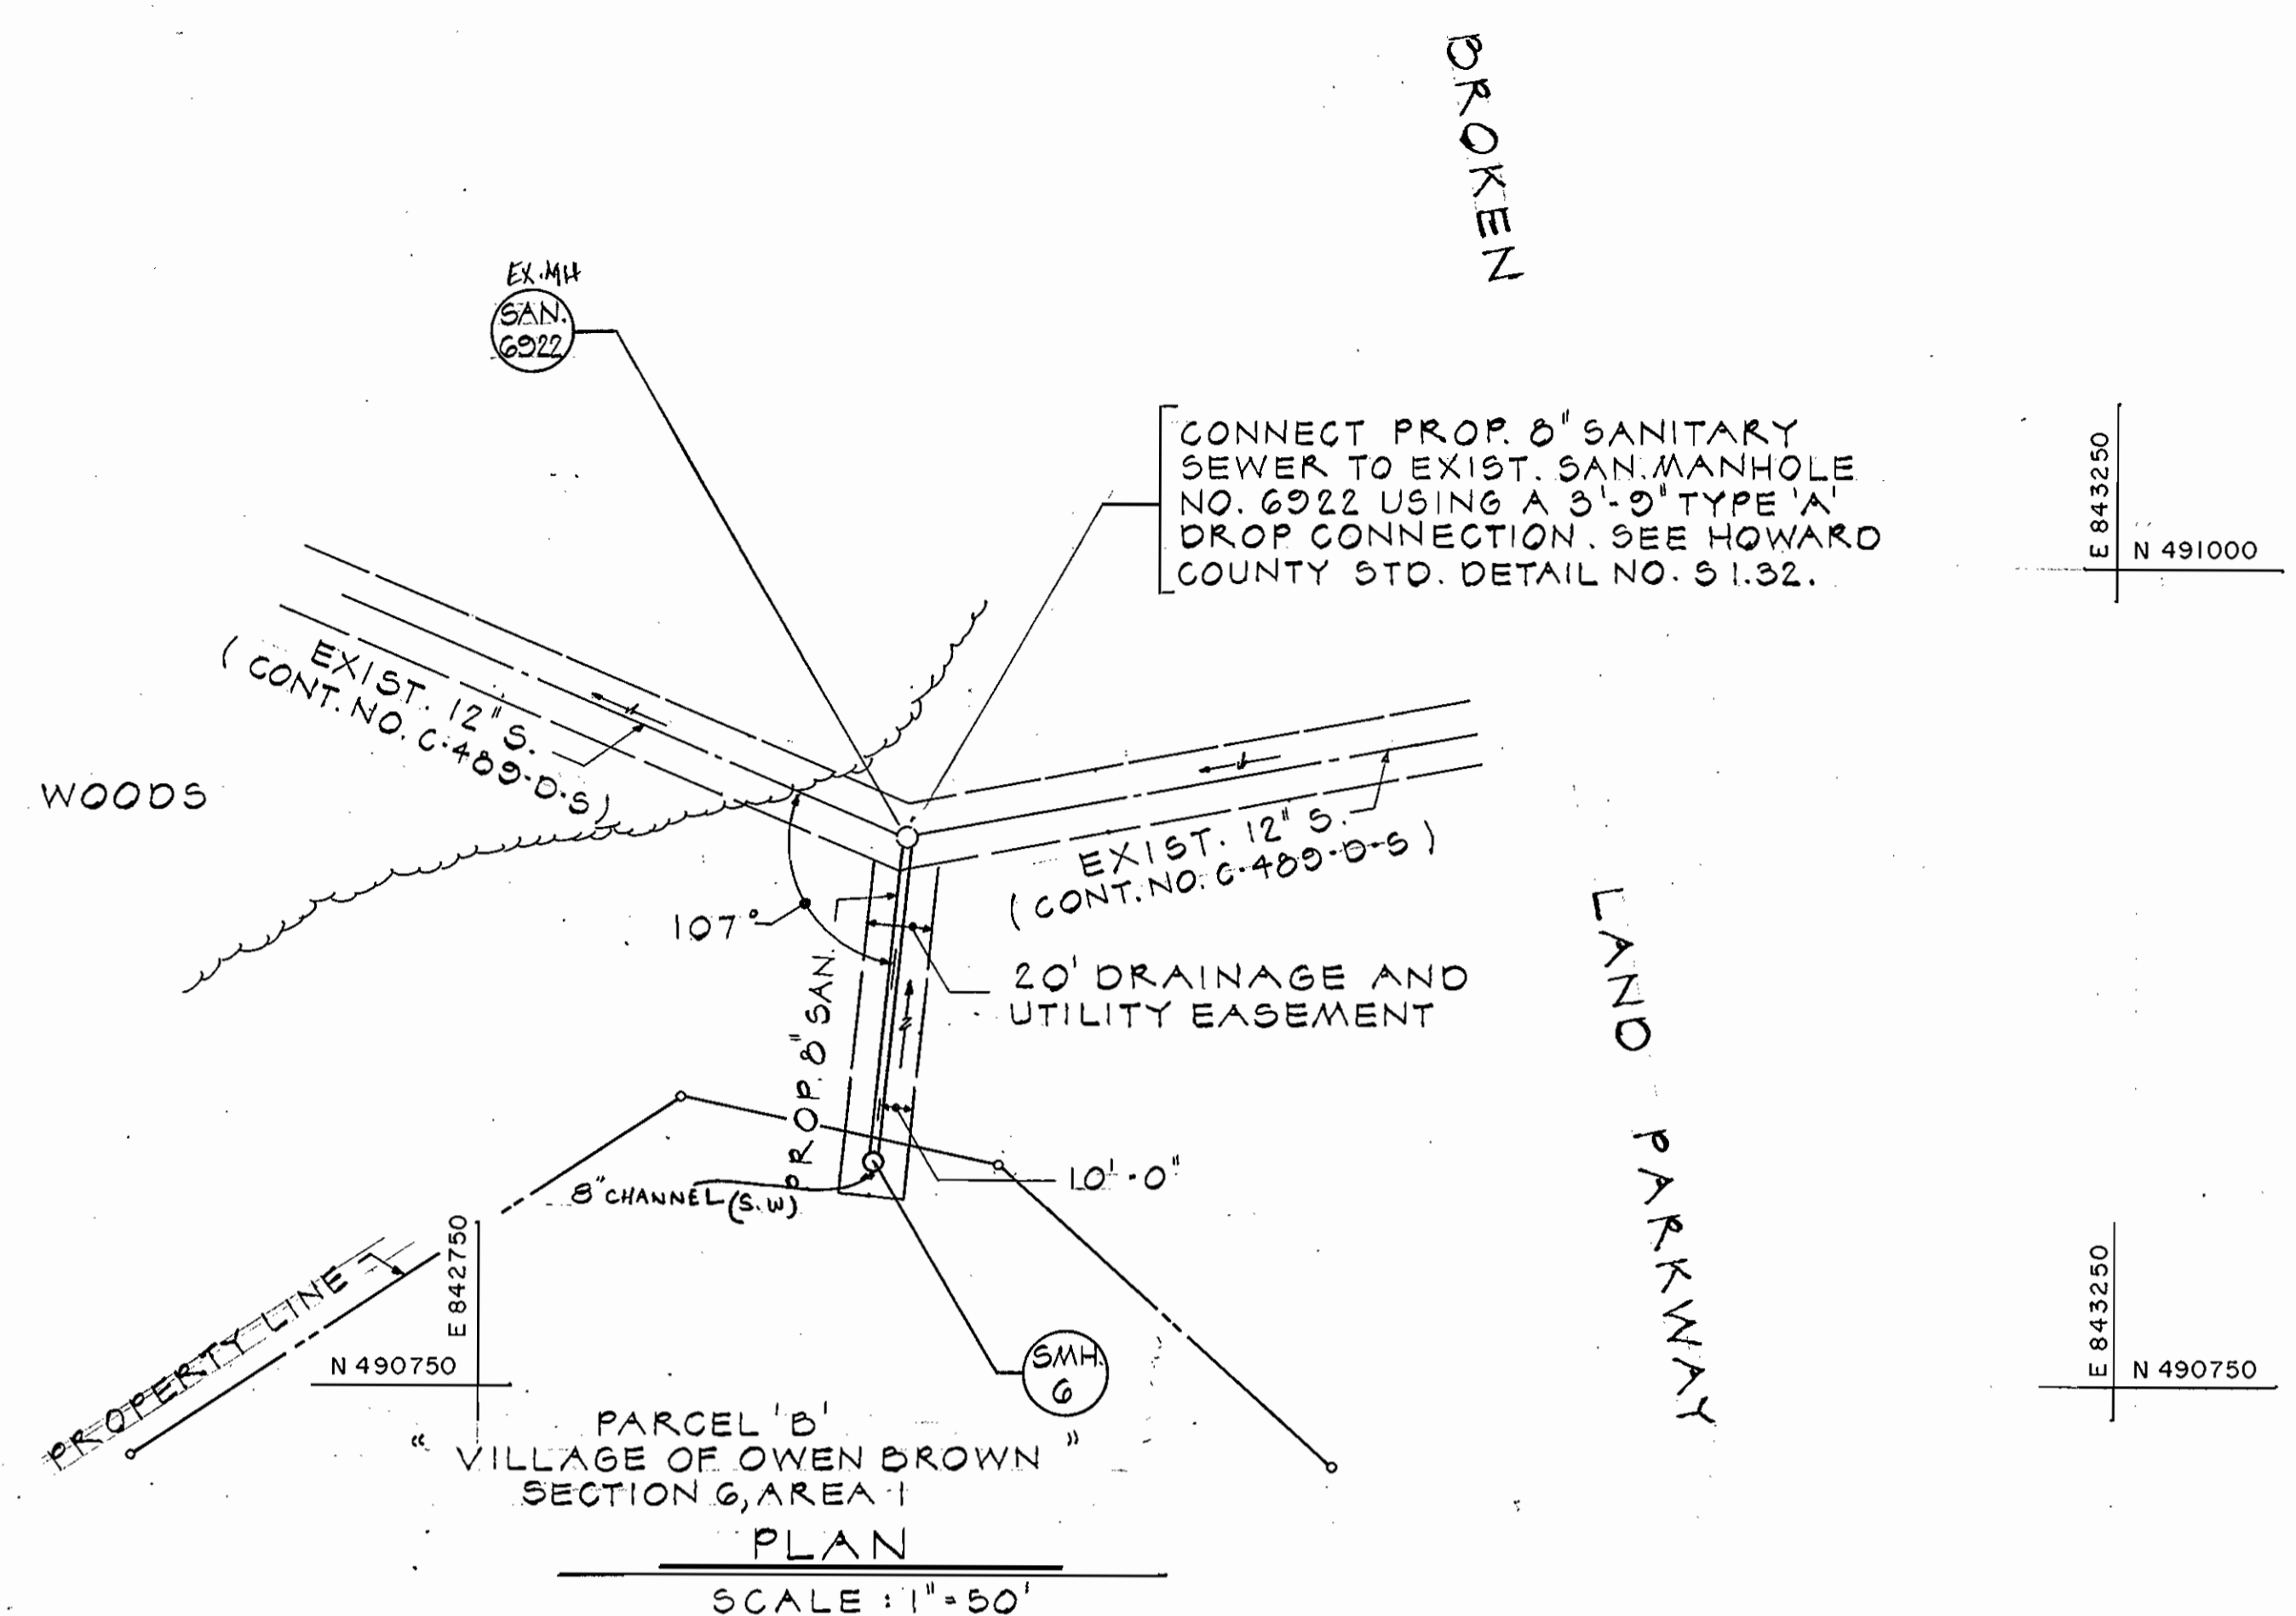 BROKEN
EX. MH
SAN.
6922
CONNECT PROP. 8" SANITARY
SEWER TO EXIST. SAN. MANHOLE
NO. 6922 USING A 3'-9" TYPE 'A'
DROP CONNECTION. SEE HOWARD
COUNTY STD. DETAIL NO. S 1.32.
E 843250
N 491000
EXIST. 12" S.
(CONT. NO. C-489-D-S)
WOODS
EXIST. 12" S.
(CONT. NO. C-489-D-S)
107°
LAND PARKWAY
20' DRAINAGE AND
UTILITY EASEMENT
PROP. 8" SAN.
10'-0"
8" CHANNEL (S.W)
PROPERTY LINE
E 842750
N 490750
SMH.
6
E 843250
N 490750
PARCEL 'B'
"VILLAGE OF OWEN BROWN"
SECTION 6, AREA 1
PLAN
SCALE : 1" = 50'